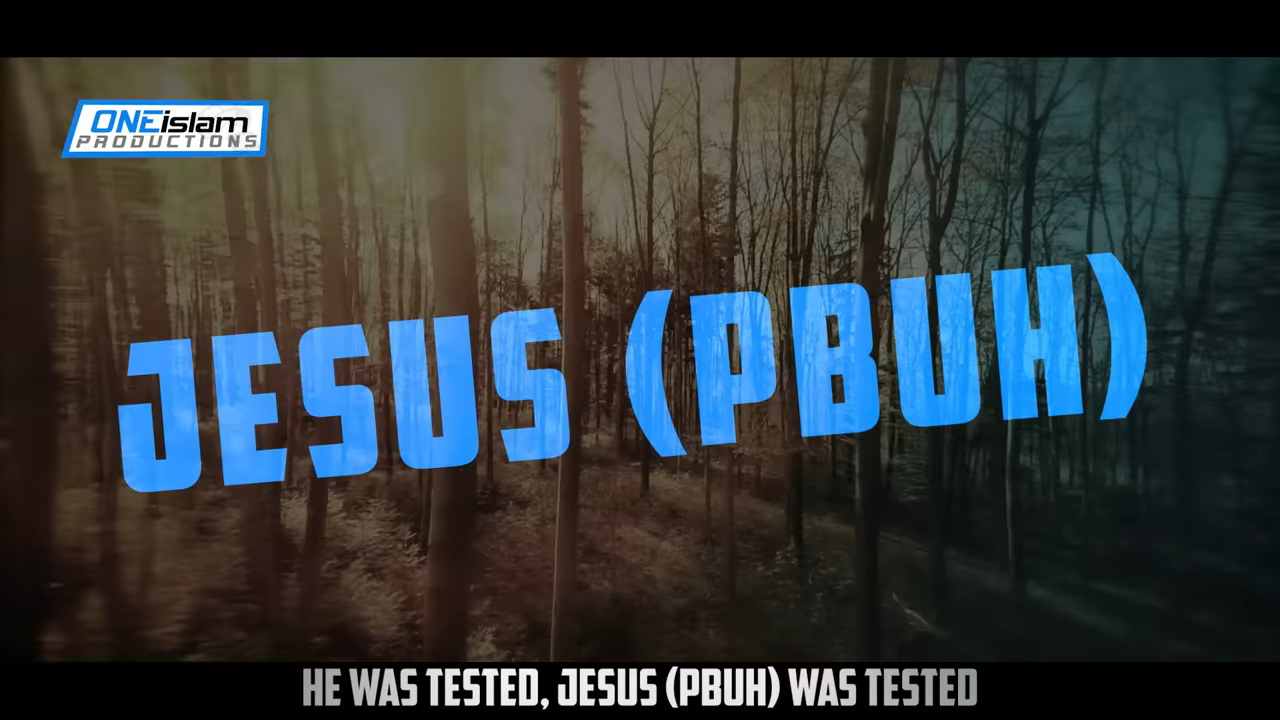 ONEislam
PRODUCTIONS
JESUS (PBUH)
HE WAS TESTED, JESUS (PBUH) WAS TESTED